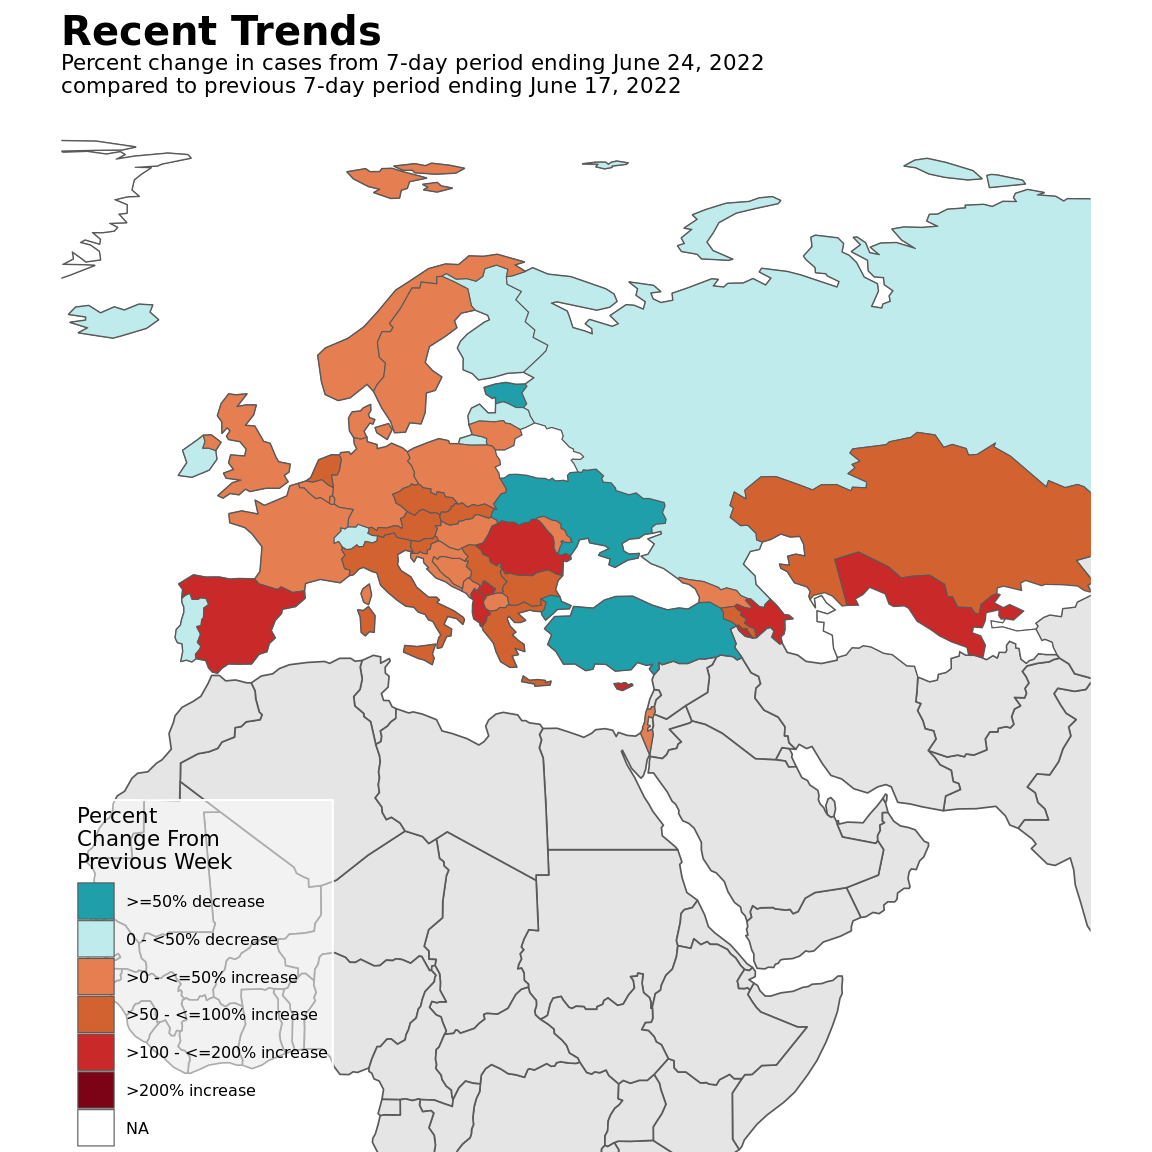 Recent Trends
Percent change in cases from 7-day period ending June 24, 2022
compared to previous 7-day period ending June 17, 2022
Percent
Change From
Previous Week
>=50% decrease
0 - <50% decrease
>0 - <=50% increase
>50 - <=100% increase
>100 - <=200% increase
>200% increase
NA